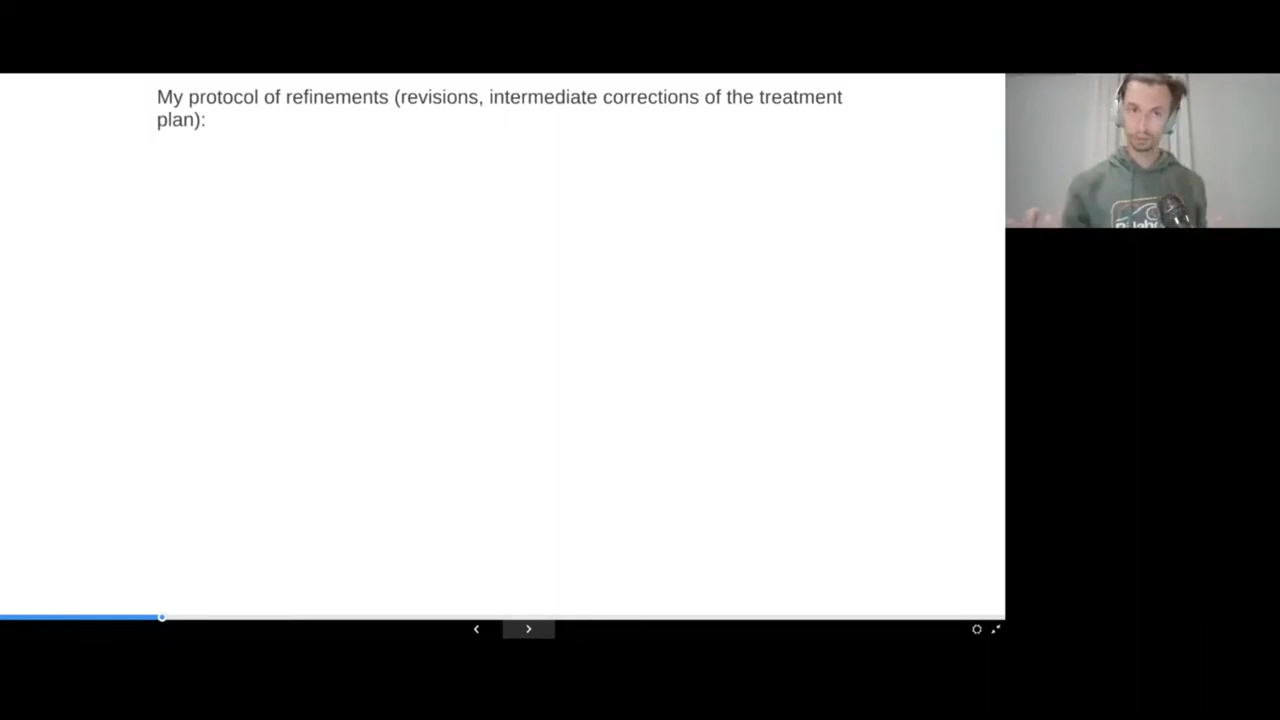 My protocol of refinements (revisions, intermediate corrections of the treatment
plan):